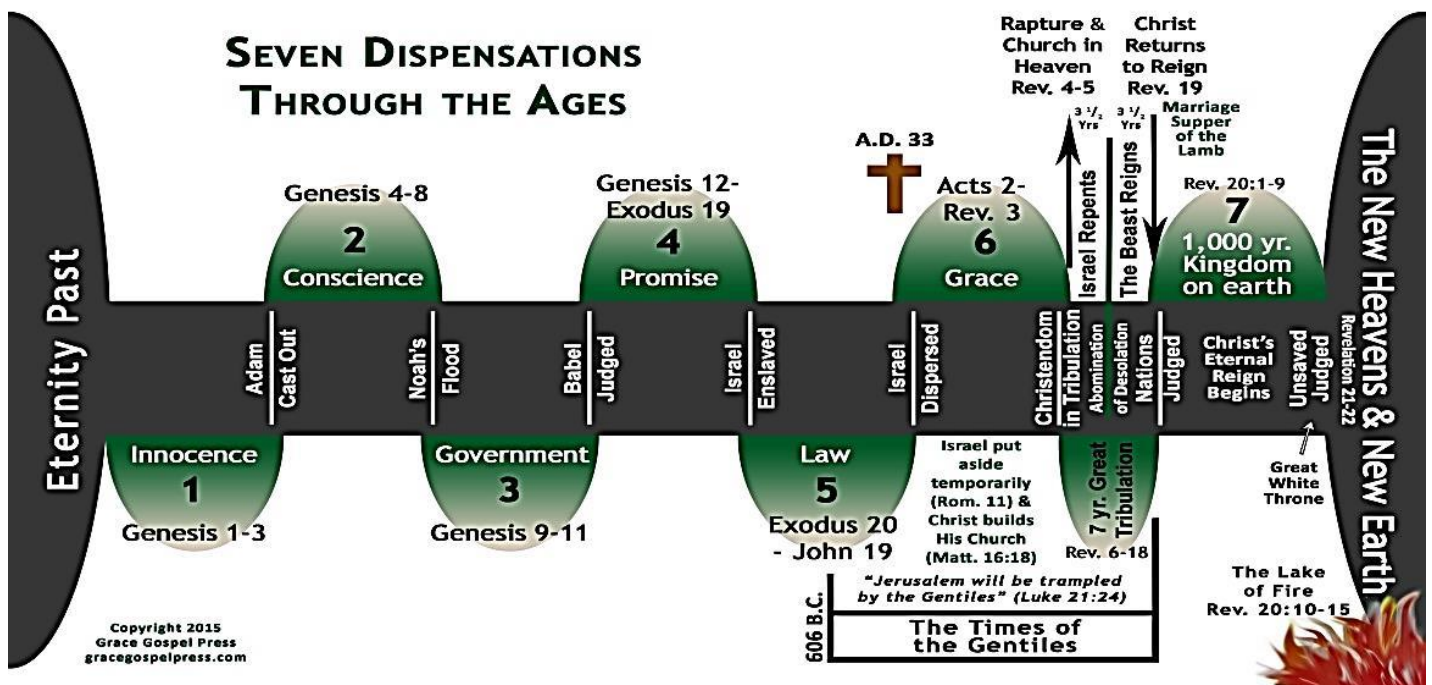 SEVEN DISPENSATIONS
THROUGH THE AGES
Eternity Past
Innocence
1
Genesis 1-3
Adam
Cast Out
Genesis 4-8
2
Conscience
Noah's
Flood
Government
3
Genesis 9-11
Babel
Judged
Genesis 12-
Exodus 19
4
Promise
Israel
Enslaved
Law
5
Exodus 20
- John 19
A.D. 33
Israel
Dispersed
Acts 2-
Rev. 3
6
Grace
Israel put
aside
temporarily
(Rom. 11) &
Christ builds
His Church
(Matt. 16:18)
Christendom
in Tribulation
Rapture &
Church in
Heaven
Rev. 4-5
3 1/2
Yrs
Israel Repents
Christ
Returns
to Reign
Rev. 19
3 1/2
Yrs
The Beast Reigns
Marriage
Supper
of the
Lamb
Abomination
of Desolation
7 yr. Great
Tribulation
Rev. 6-18
Nations
Judged
Rev. 20:1-9
7
1,000 yr.
Kingdom
on earth
Christ's
Eternal
Reign
Begins
Unsaved
Judged
Great
White
Throne
Revelation 21-22
The New Heavens & New Earth
The Lake
of Fire
Rev. 20:10-15
"Jerusalem will be trampled
by the Gentiles" (Luke 21:24)
606 B.C.
The Times of
the Gentiles
Copyright 2015
Grace Gospel Press
gracegospelpress.com